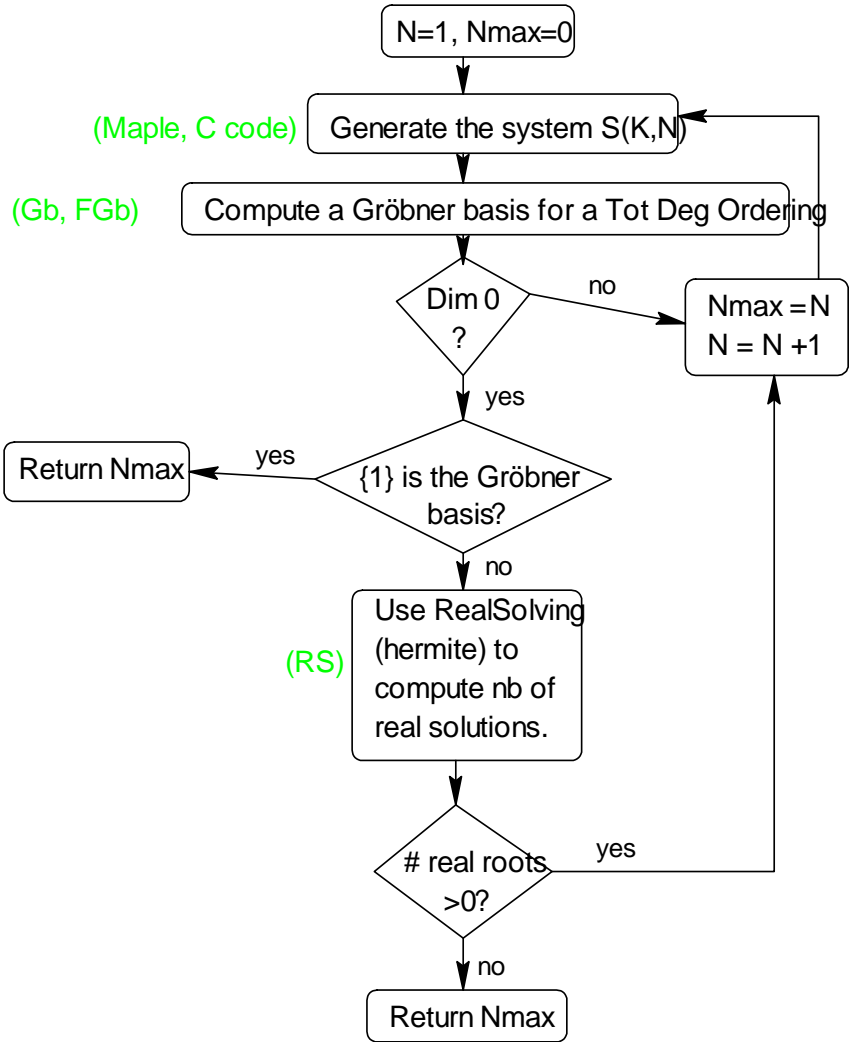 N=1, Nmax=0
(Maple, C code)
Generate the system S(K,N)
(Gb, FGb)
Compute a Gröbner basis for a Tot Deg Ordering
Dim 0
?
no
Nmax = N
N = N +1
yes
Return Nmax
yes
{1} is the Gröbner
basis?
no
(RS)
Use RealSolving
(hermite) to
compute nb of
real solutions.
# real roots
>0?
yes
no
Return Nmax